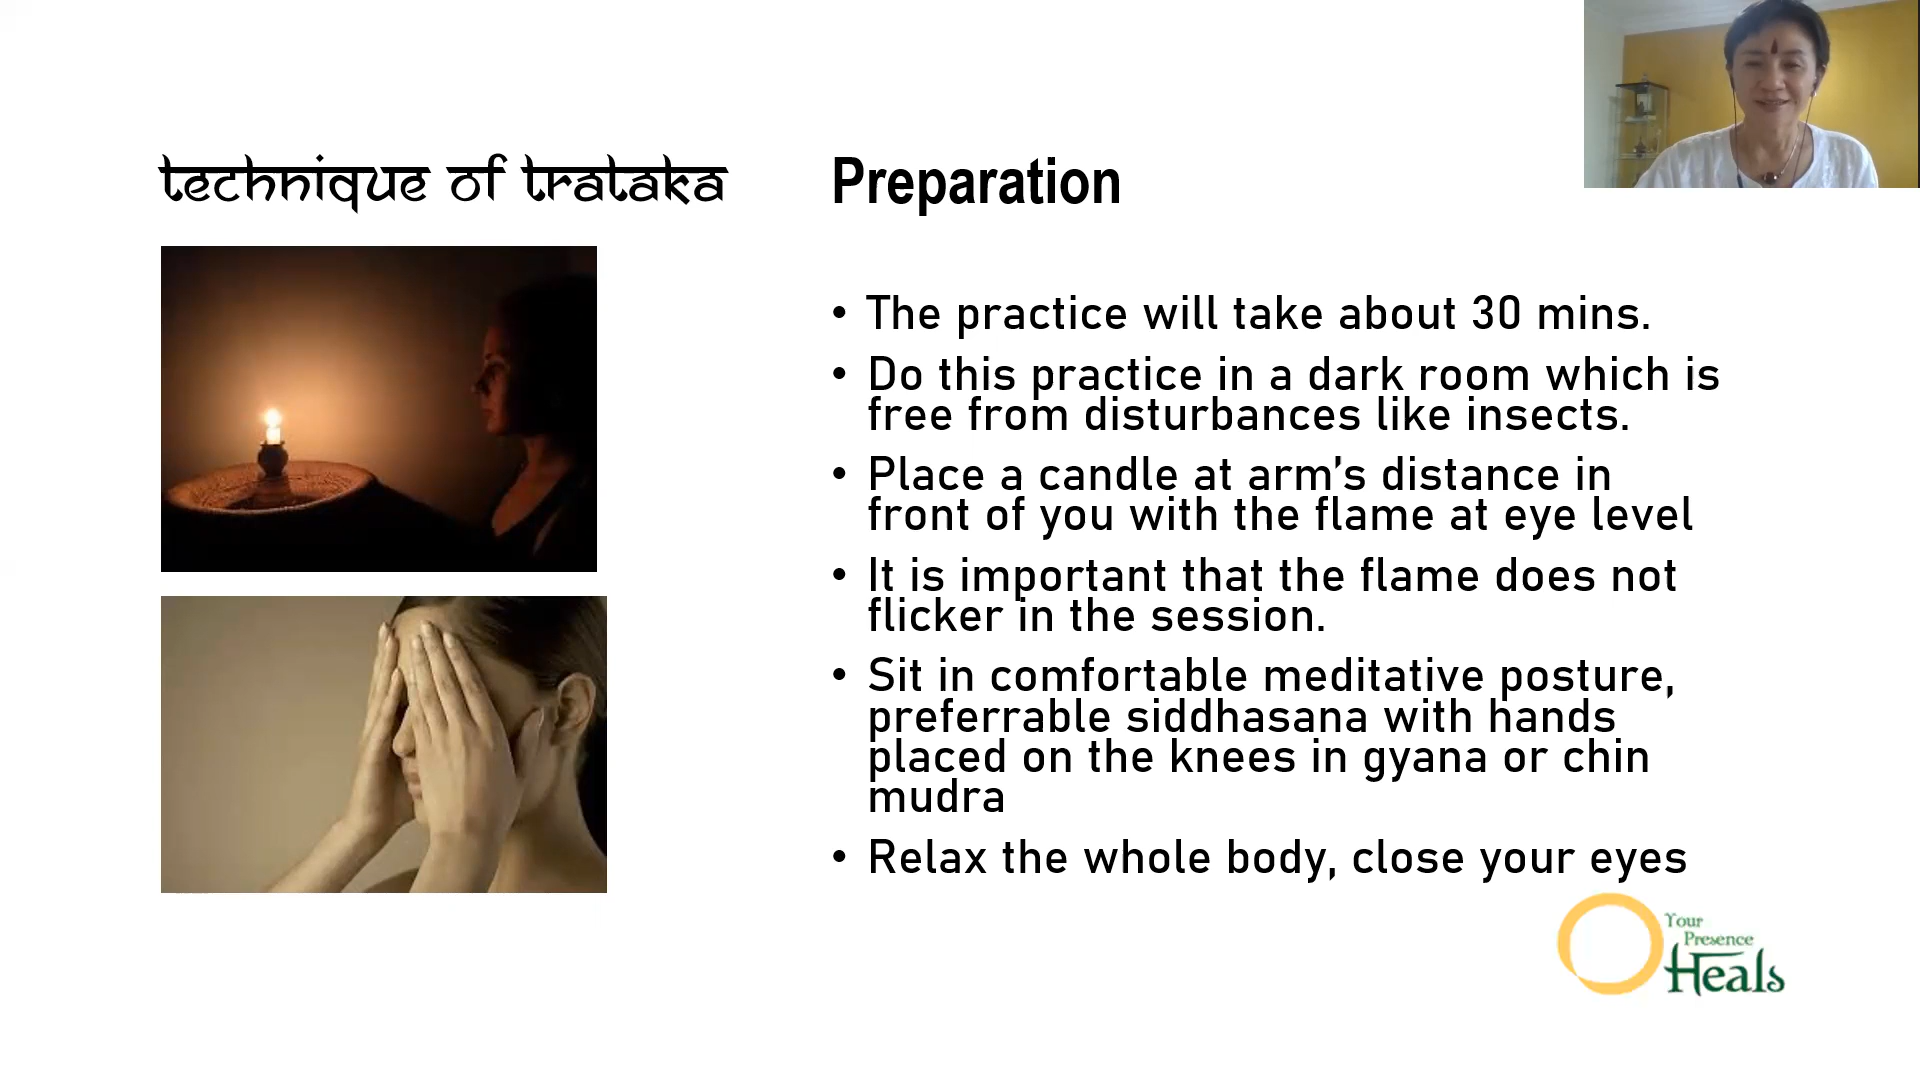 technique of trataka
Preparation
• The practice will take about 30 mins.
• Do this practice in a dark room which is
free from disturbances like insects.
• Place a candle at arm's distance in
front of you with the flame at eye level
• It is important that the flame does not
flicker in the session.
• Sit in comfortable meditative posture,
preferrable siddhasana with hands
placed on the knees in gyana or chin
mudra
• Relax the whole body, close your eyes
Your
Presence
Heals